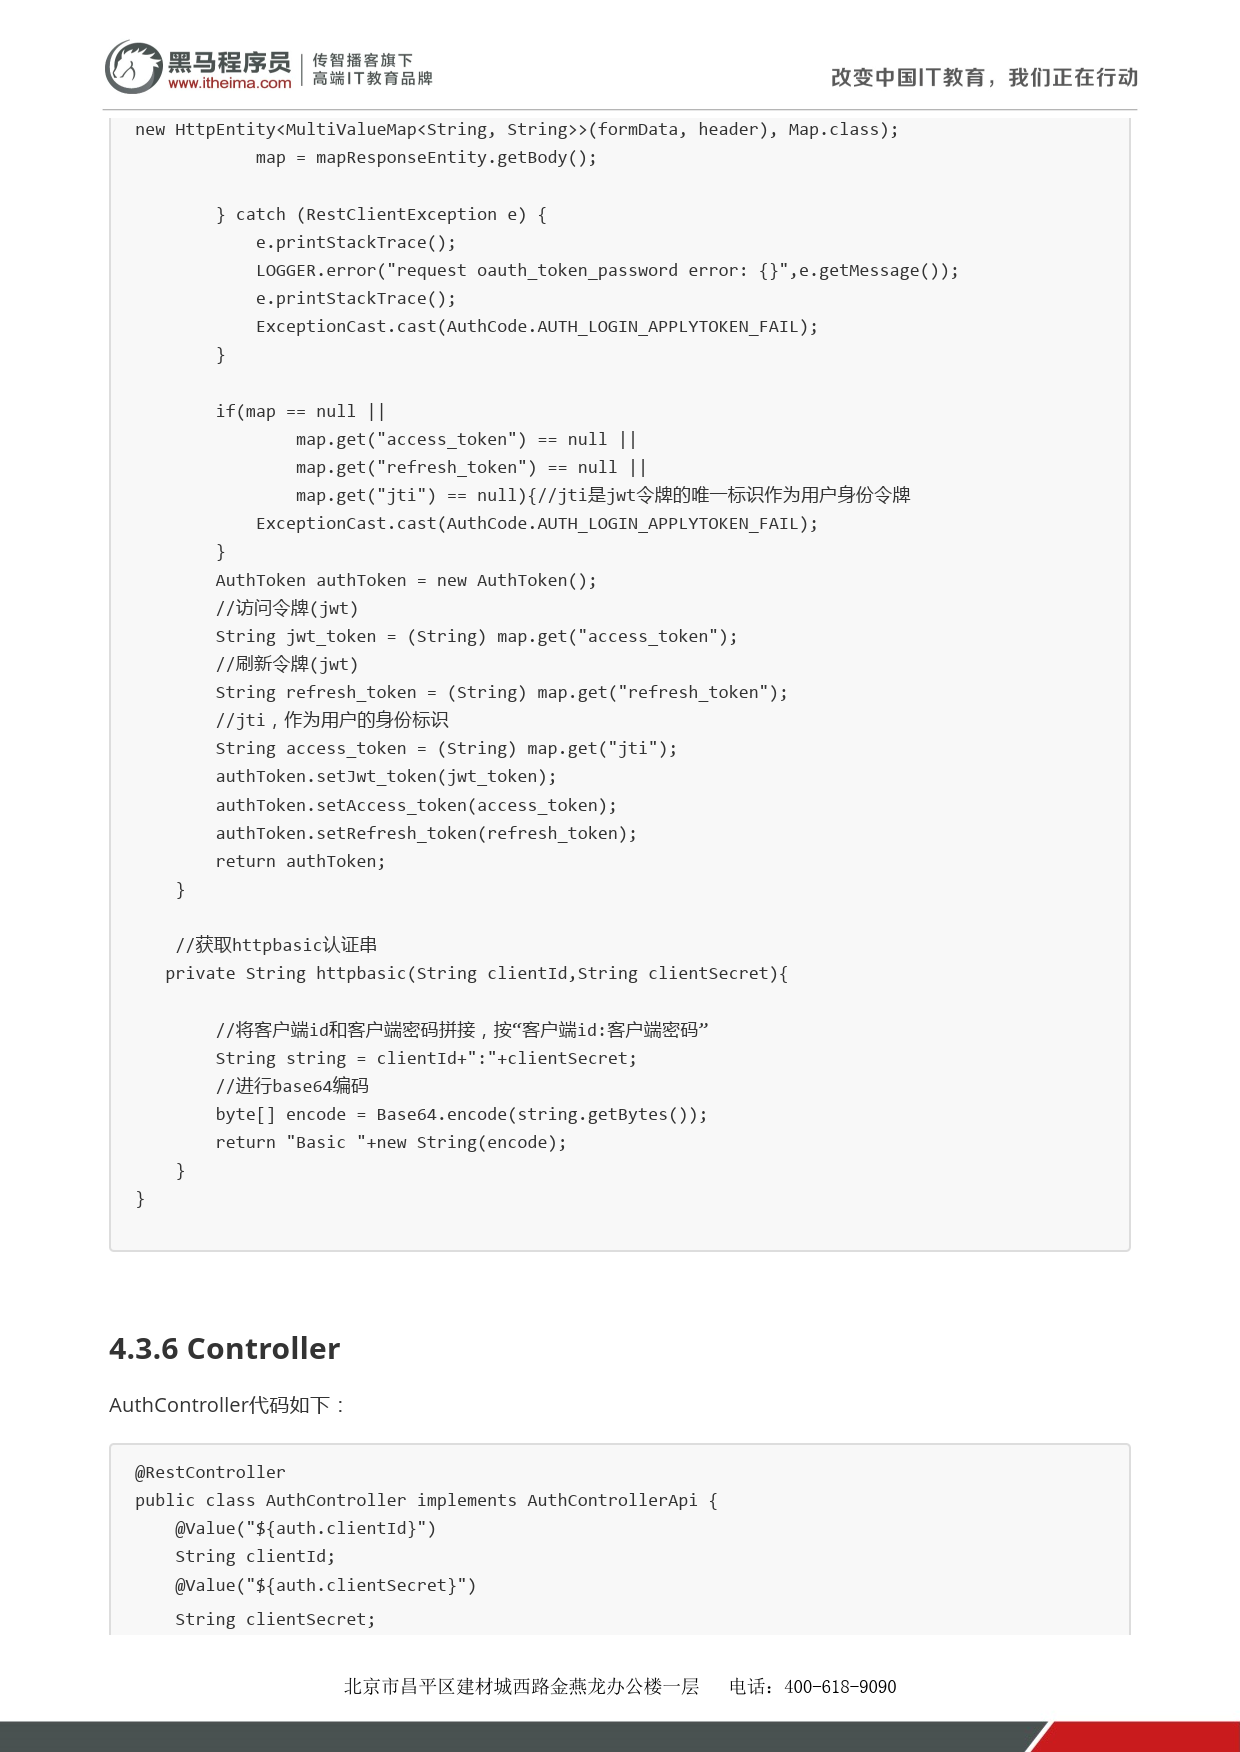 黑马程序员
www.itheima.com
传智播客旗下
高端IT教育品牌
改变中国IT教育，我们正在行动
new HttpEntity<MultiValueMap<String, String>>(formData, header), Map.class);
            map = mapResponseEntity.getBody();

        } catch (RestClientException e) {
            e.printStackTrace();
            LOGGER.error("request oauth_token_password error: {}",e.getMessage());
            e.printStackTrace();
            ExceptionCast.cast(AuthCode.AUTH_LOGIN_APPLYTOKEN_FAIL);
        }

        if(map == null ||
                map.get("access_token") == null ||
                map.get("refresh_token") == null ||
                map.get("jti") == null){//jti是jwt令牌的唯一标识作为用户身份令牌
            ExceptionCast.cast(AuthCode.AUTH_LOGIN_APPLYTOKEN_FAIL);
        }
        AuthToken authToken = new AuthToken();
        //访问令牌(jwt)
        String jwt_token = (String) map.get("access_token");
        //刷新令牌(jwt)
        String refresh_token = (String) map.get("refresh_token");
        //jti，作为用户的身份标识
        String access_token = (String) map.get("jti");
        authToken.setJwt_token(jwt_token);
        authToken.setAccess_token(access_token);
        authToken.setRefresh_token(refresh_token);
        return authToken;
    }

    //获取httpbasic认证串
   private String httpbasic(String clientId,String clientSecret){

        //将客户端id和客户端密码拼接，按“客户端id:客户端密码”
        String string = clientId+":"+clientSecret;
        //进行base64编码
        byte[] encode = Base64.encode(string.getBytes());
        return "Basic "+new String(encode);
    }
}

4.3.6 Controller
AuthController代码如下：
@RestController
public class AuthController implements AuthControllerApi {
    @Value("${auth.clientId}")
    String clientId;
    @Value("${auth.clientSecret}")
    String clientSecret;
北京市昌平区建材城西路金燕龙办公楼一层 电话：400-618-9090